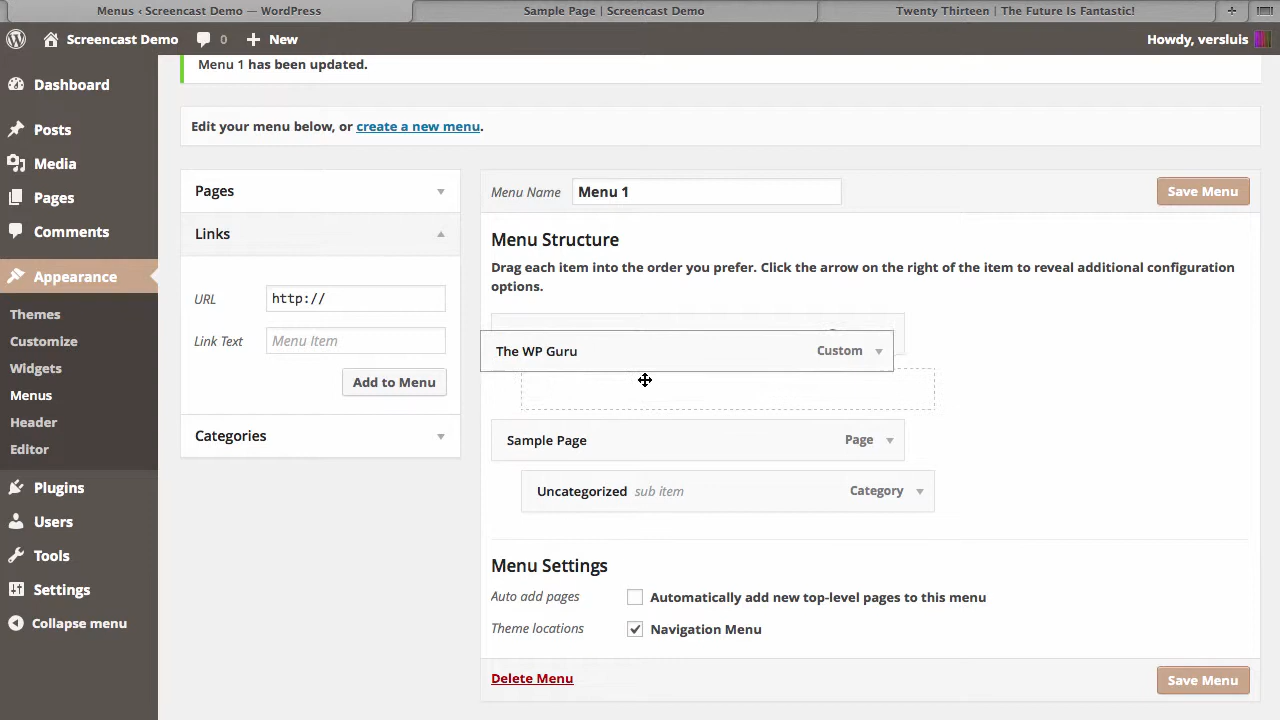 Menus ‹ Screencast Demo — WordPress
Sample Page | Screencast Demo
Twenty Thirteen | The Future Is Fantastic!
Screencast Demo
0
New
Howdy, versluis
Menu 1 has been updated.
Dashboard
Posts
Media
Pages
Comments
Appearance
Themes
Customize
Widgets
Menus
Header
Editor
Plugins
Users
Tools
Settings
Collapse menu
Edit your menu below, or create a new menu.
Pages
Links
URL http://
Link Text Menu Item
Add to Menu
Categories
Menu Name Menu 1 Save Menu
Menu Structure
Drag each item into the order you prefer. Click the arrow on the right of the item to reveal additional configuration
options.
The WP Guru Custom
Sample Page Page
Uncategorized sub item Category
Menu Settings
Auto add pages Automatically add new top-level pages to this menu
Theme locations Navigation Menu
Delete Menu Save Menu